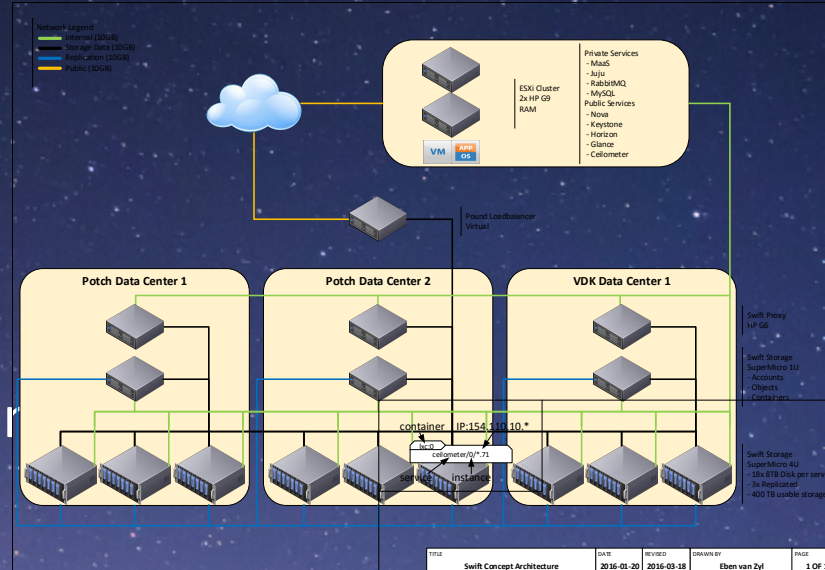 Network Legend
Internal (10GB)
Storage Data (10GB)
Replication (10GB)
Public (10GB)
ESXi Cluster
2x HP G9
RAM
Private Services
- MaaS
- Juju
- RabbitMQ
- MySQL
Public Services
- Nova
- Keystone
- Horizon
- Glance
- Ceilometer
VM
APP
OS
Pound Loadbalancer
Virtual
Potch Data Center 1
Potch Data Center 2
VDK Data Center 1
Swift Proxy
HP G6
Swift Storage
SuperMicro 1U
- Accounts
- Objects
- Containers
container IP:154.110.10.*
lxc:0
ceilometer/0/*.71
service instance
Swift Storage
SuperMicro 4U
- 18x 8TB Disk per serv
- 3x Replicated
- 400 TB usable storage
TITLE
Swift Concept Architecture
DATE
2016-01-20
REVISED
2016-03-18
DRAWN BY
Eben van Zyl
PAGE
1 OF